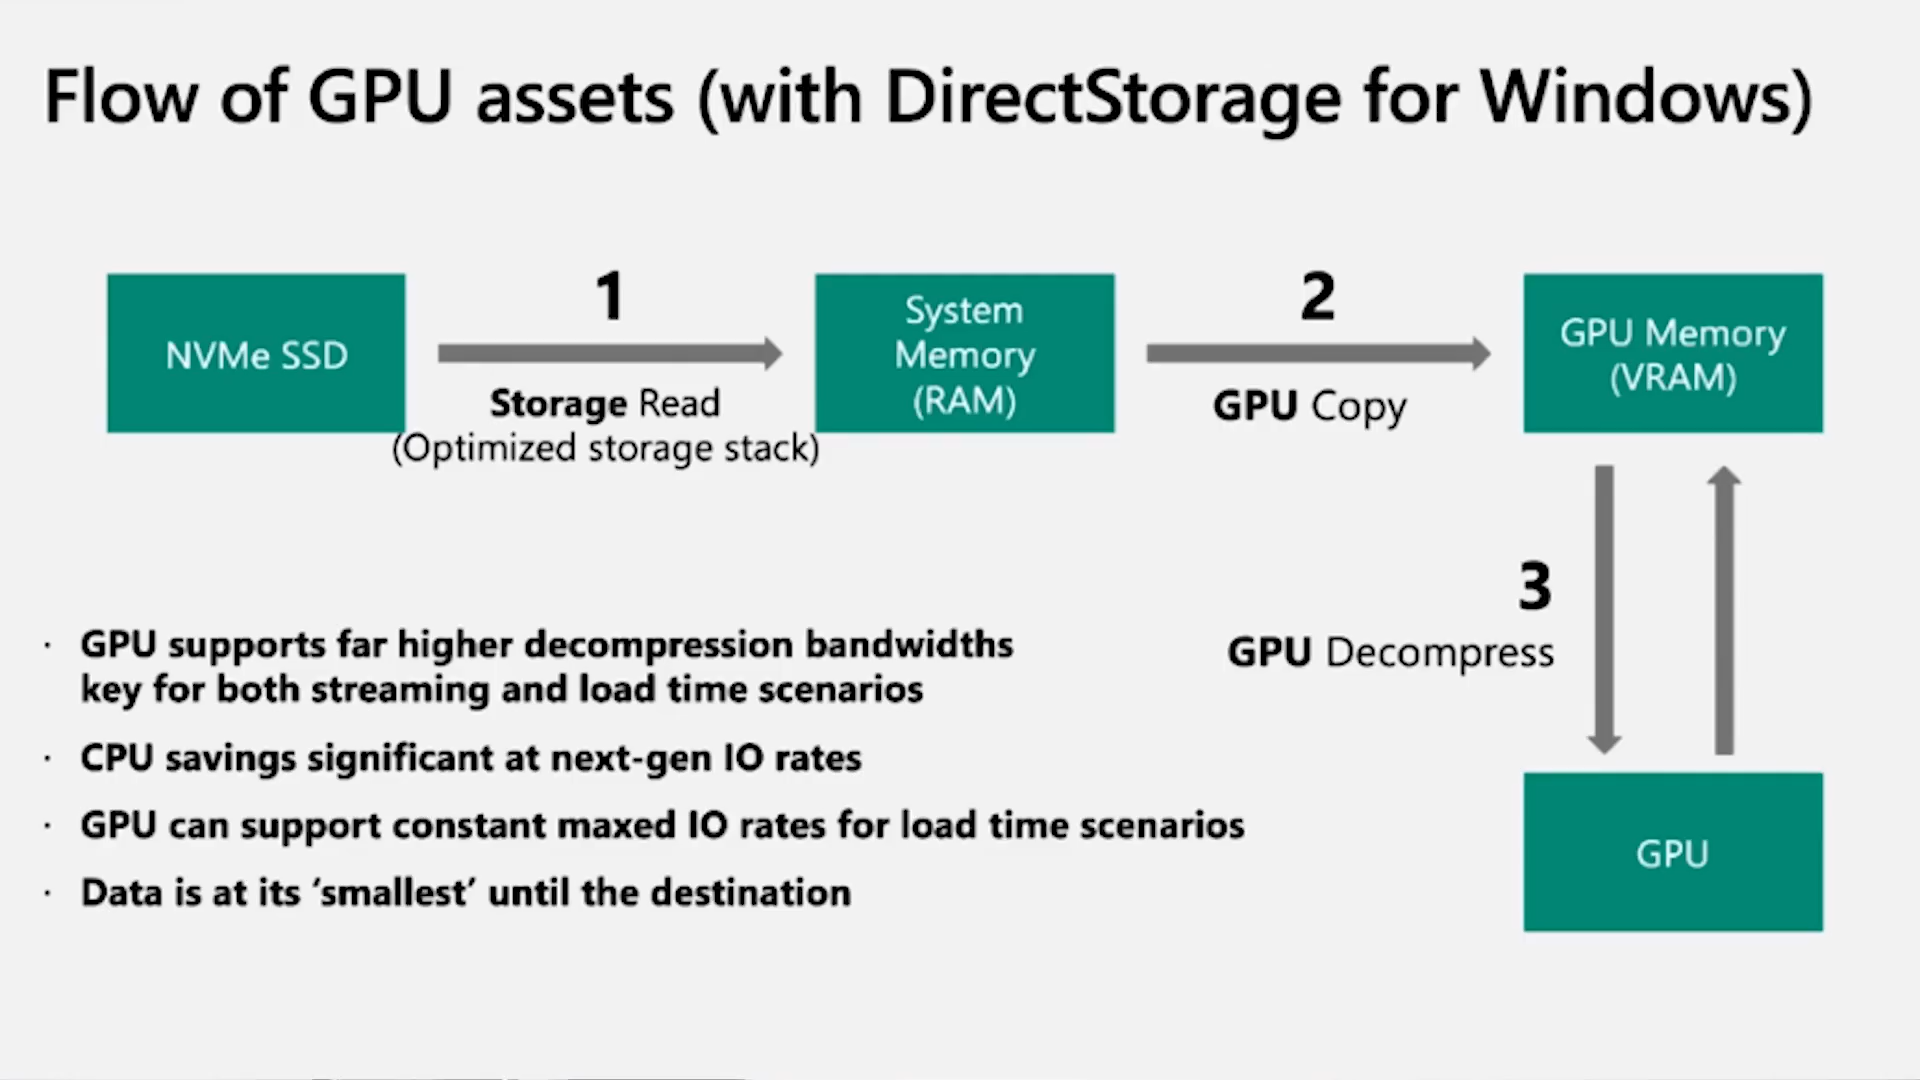 Flow of GPU assets (with DirectStorage for Windows)
NVMe SSD
1
Storage Read
(Optimized storage stack)
System
Memory
(RAM)
2
GPU Copy
GPU Memory
(VRAM)
3
GPU Decompress
GPU
· GPU supports far higher decompression bandwidths
key for both streaming and load time scenarios
· CPU savings significant at next-gen IO rates
· GPU can support constant maxed IO rates for load time scenarios
· Data is at its ‘smallest’ until the destination